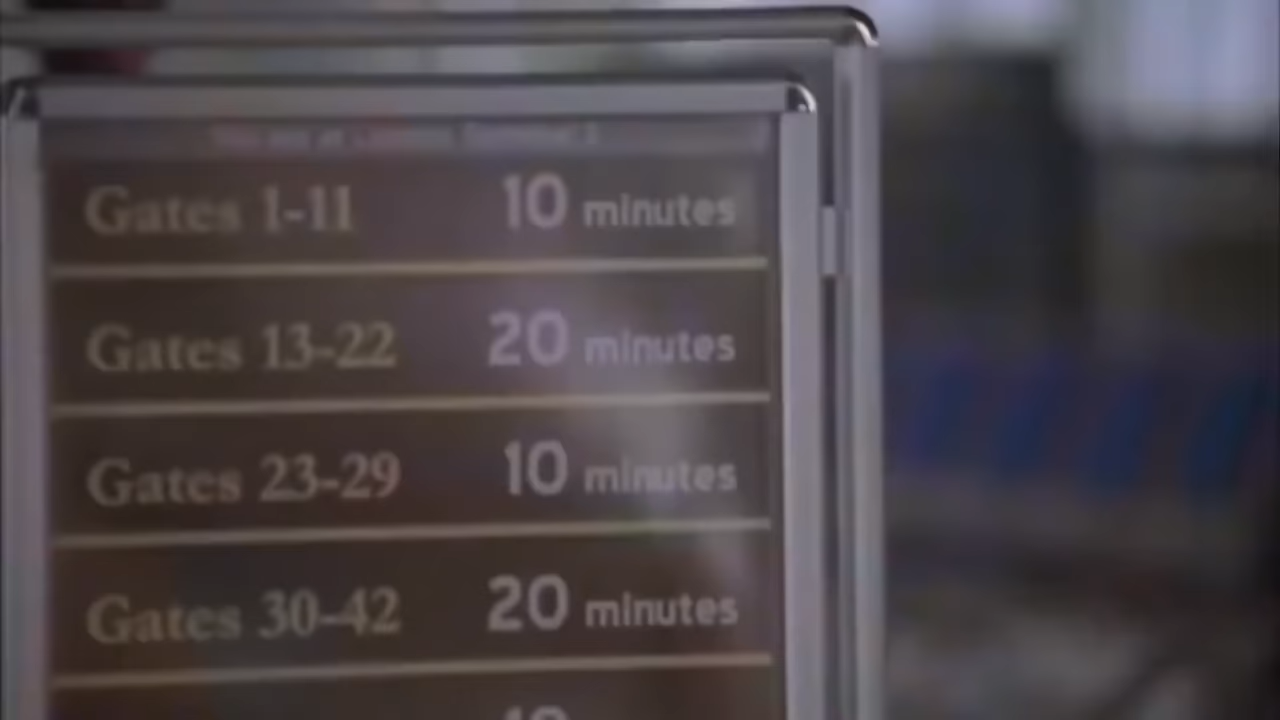 Gates 1-11 10 minutes
Gates 13-22 20 minutes
Gates 23-29 10 minutes
Gates 30-42 20 minutes